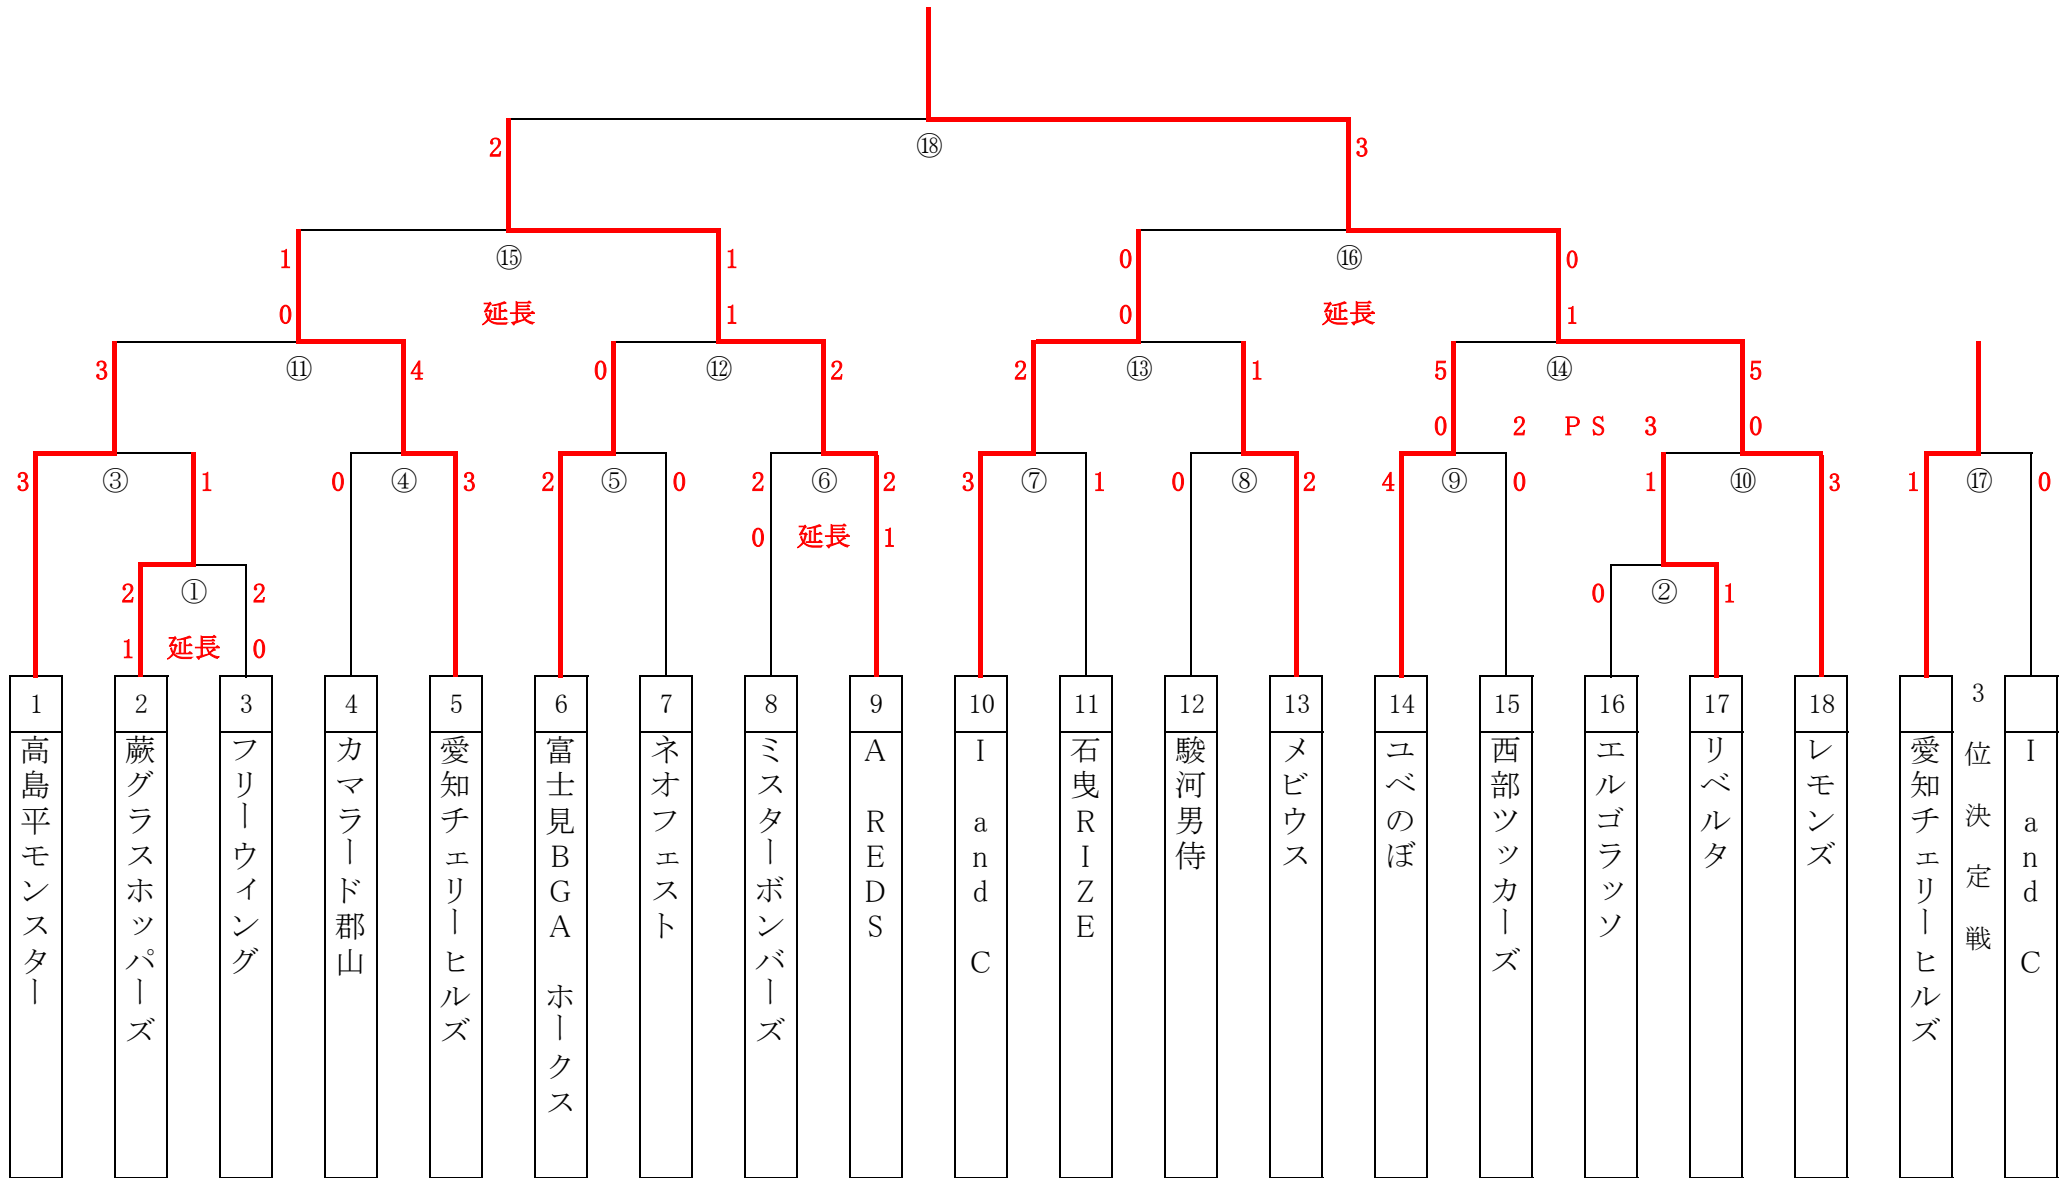 2 ⑱ 3
1 ⑮ 1 0 ⑯ 0
0 延長 1 0 延長 1
3 ⑪ 4 0 ⑫ 2 2 ⑬ 1 5 ⑭ 5
0 2 PS 3 0
3 ③ 1 0 ④ 3 2 ⑤ 0 2 ⑥ 2 3 ⑦ 1 0 ⑧ 2 4 ⑨ 0 1 ⑩ 3 1 ⑰ 0
0 延長 1
2 ① 2 0 ② 1
1 延長 0
1 高島平モンスター
2 蕨グラスホッパーズ
3 フリーウィング
4 カマラード郡山
5 愛知チェリーヒルズ
6 富士見BGA ホークス
7 ネオフェスト
8 ミスターボンバーズ
9 A REDS
10 I and C
11 石曳RIZE
12 駿河男侍
13 メビウス
14 ユベのぼ
15 西部ツッカーズ
16 エルゴラッソ
17 リベルタ
18 レモンズ
愛知チェリーヒルズ
3位決定戦
I and C